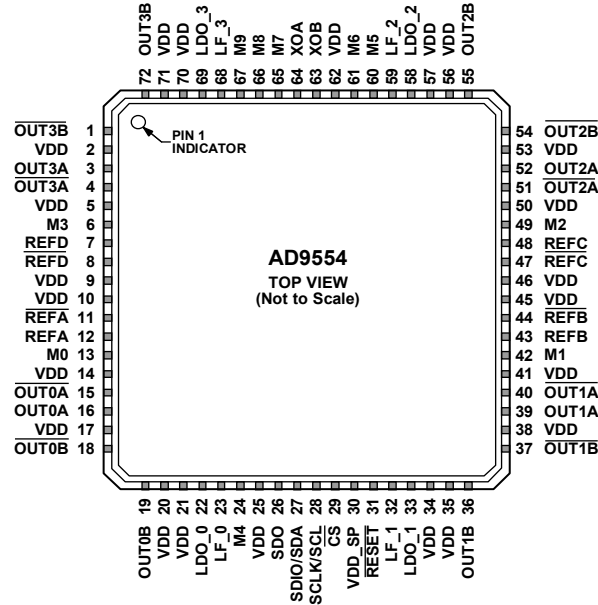 72 OUT3B
71 VDD
70 VDD
69 LDO_3
68 LF_3
67 M9
66 M8
65 M7
64 XOA
63 XOB
62 VDD
61 M6
60 M5
59 LF_2
58 LDO_2
57 VDD
56 VDD
55 OUT2B
OUT3B 1
VDD 2
OUT3A 3
OUT3A 4
VDD 5
M3 6
REFD 7
REFD 8
VDD 9
VDD 10
REFA 11
REFA 12
M0 13
VDD 14
OUT0A 15
OUT0A 16
VDD 17
OUT0B 18
PIN 1
INDICATOR
AD9554
TOP VIEW
(Not to Scale)
54 OUT2B
53 VDD
52 OUT2A
51 OUT2A
50 VDD
49 M2
48 REFC
47 REFC
46 VDD
45 VDD
44 REFB
43 REFB
42 M1
41 VDD
40 OUT1A
39 OUT1A
38 VDD
37 OUT1B
OUT0B 19
VDD 20
VDD 21
LDO_0 22
LF_0 23
M4 24
VDD 25
SDO 26
SDIO/SDA 27
SCLK/SCL 28
CS 29
VDD_SP 30
RESET 31
LF_1 32
LDO_1 33
VDD 34
VDD 35
OUT1B 36